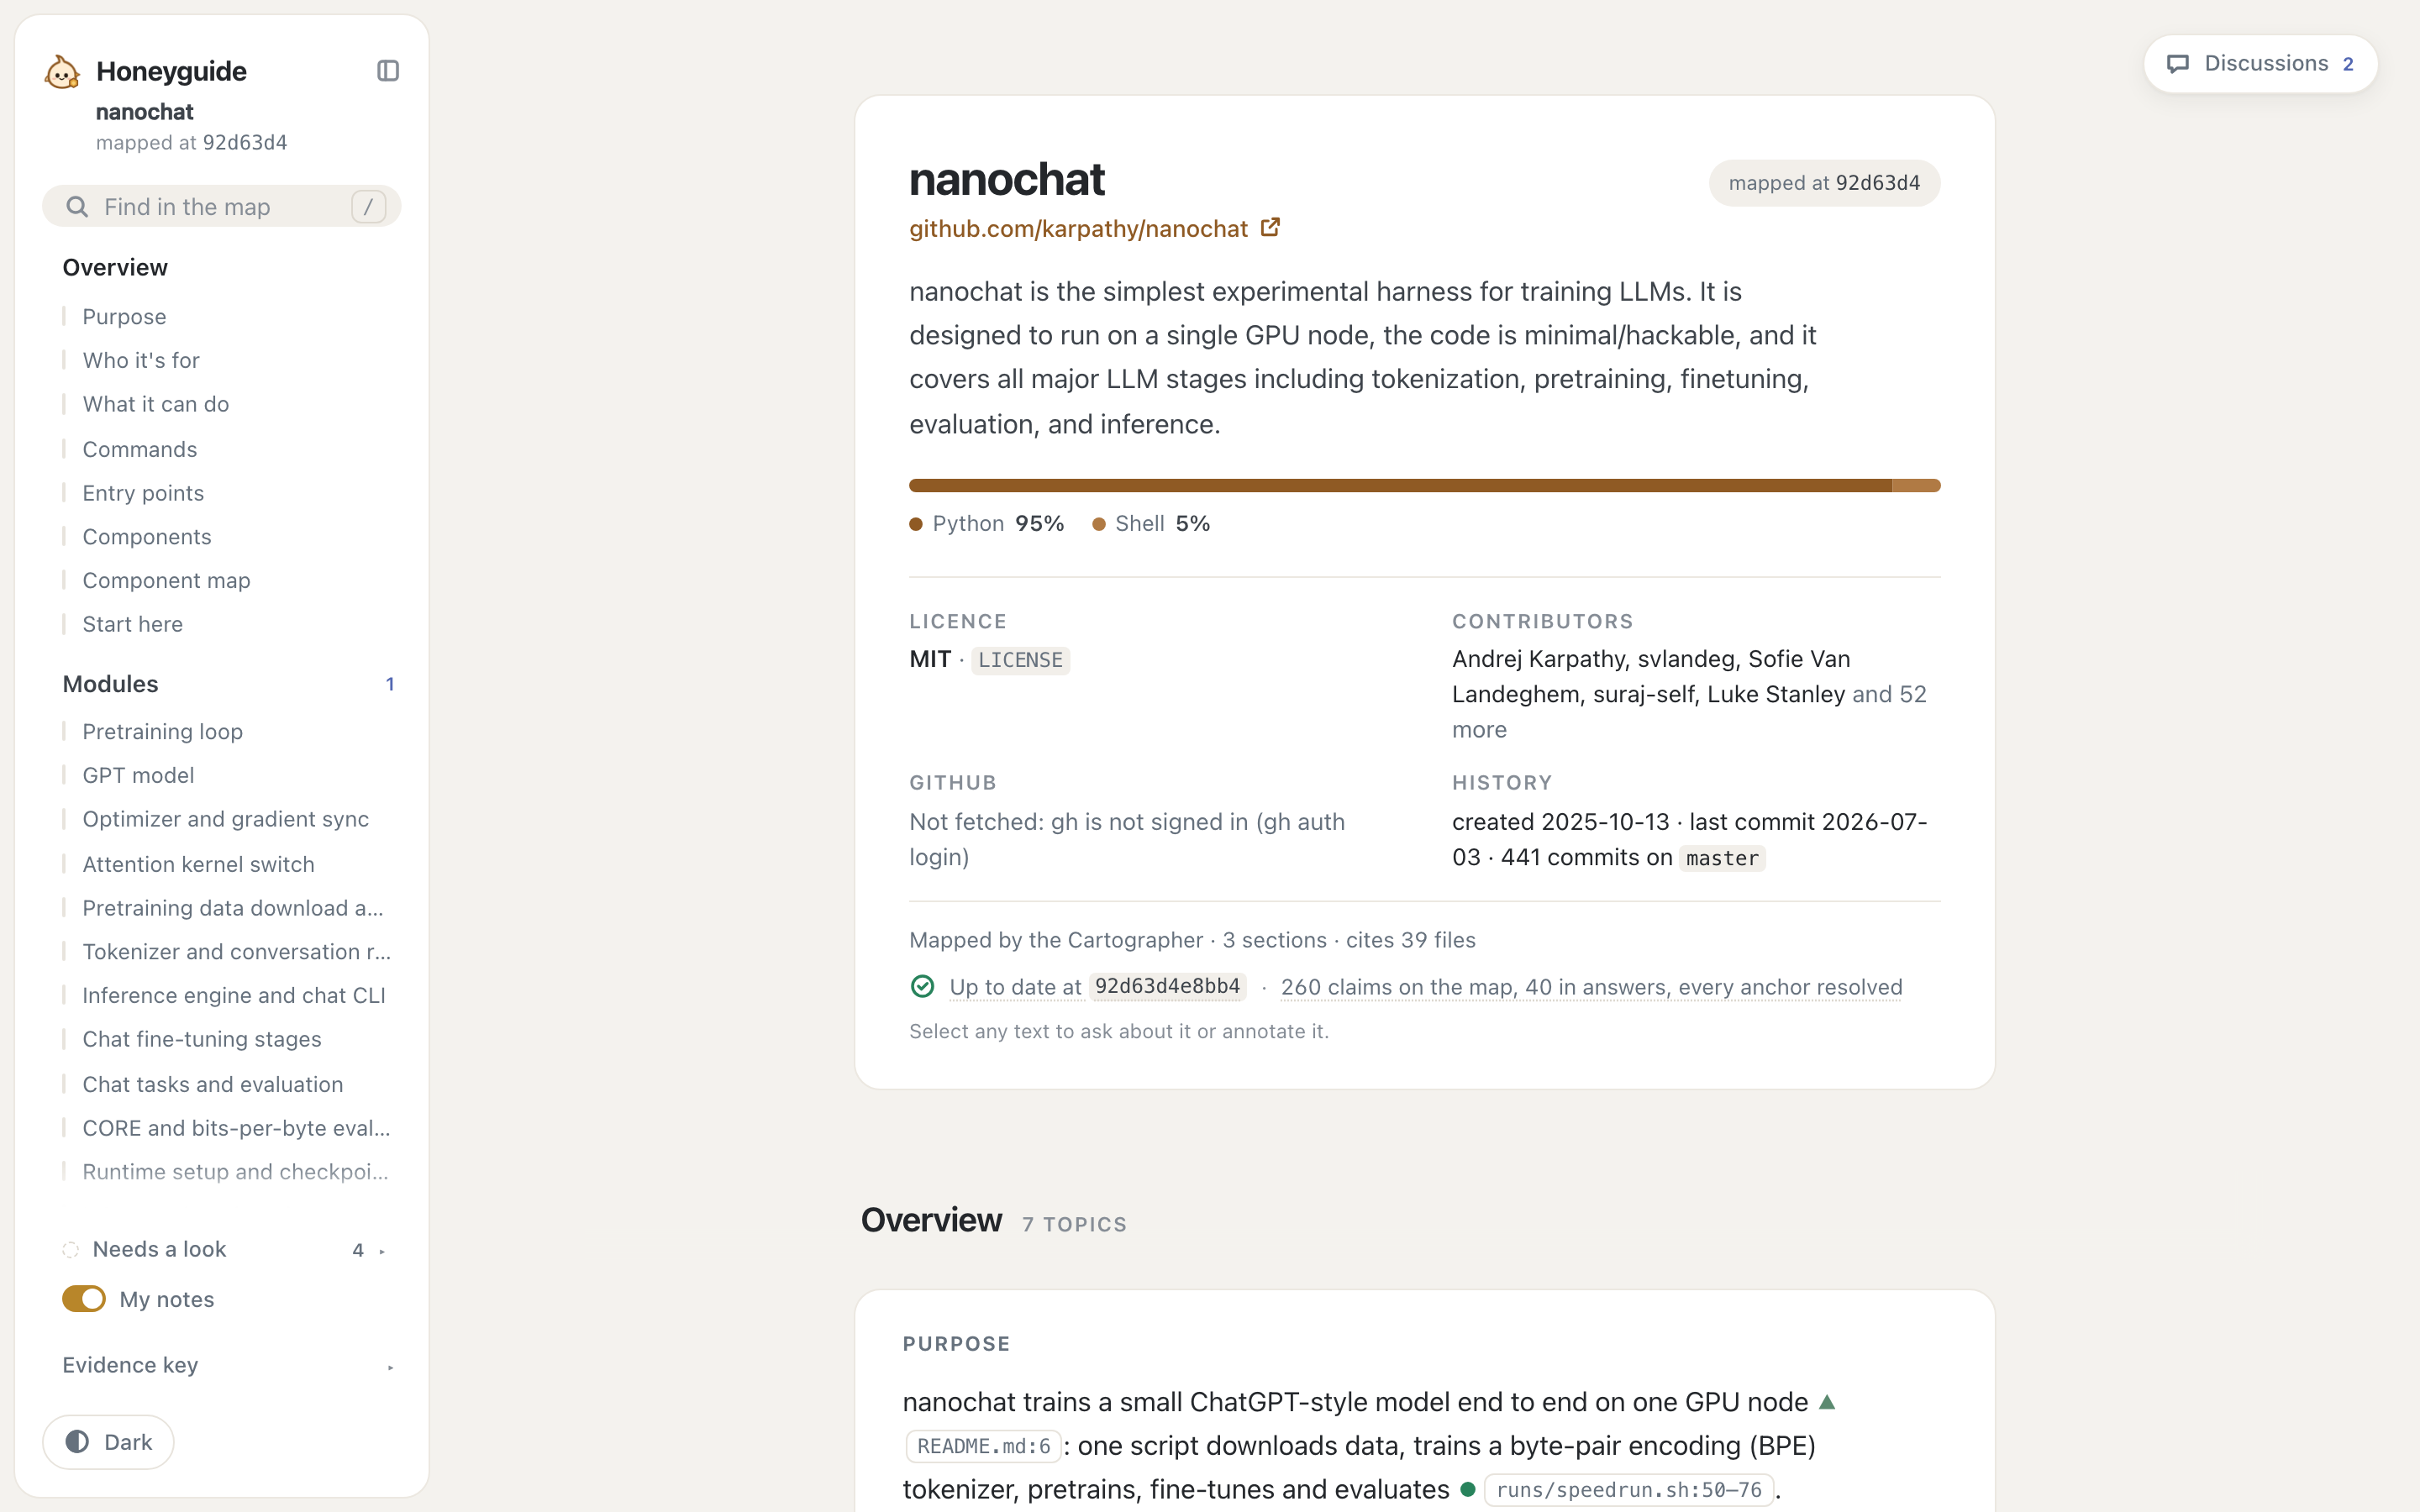 Honeyguide
nanochat
mapped at 92d63d4
Find in the map /
Overview
Purpose
Who it's for
What it can do
Commands
Entry points
Components
Component map
Start here
Modules 1
Pretraining loop
GPT model
Optimizer and gradient sync
Attention kernel switch
Pretraining data download a...
Tokenizer and conversation r...
Inference engine and chat CLI
Chat fine-tuning stages
Chat tasks and evaluation
CORE and bits-per-byte eval...
Runtime setup and checkpoi...
Needs a look 4
My notes
Evidence key
Dark
Discussions 2
nanochat
mapped at 92d63d4
github.com/karpathy/nanochat
nanochat is the simplest experimental harness for training LLMs. It is
designed to run on a single GPU node, the code is minimal/hackable, and it
covers all major LLM stages including tokenization, pretraining, finetuning,
evaluation, and inference.
Python 95% Shell 5%
LICENCE
MIT · LICENSE
CONTRIBUTORS
Andrej Karpathy, svlandeg, Sofie Van
Landeghem, suraj-self, Luke Stanley and 52
more
GITHUB
Not fetched: gh is not signed in (gh auth
login)
HISTORY
created 2025-10-13 · last commit 2026-07-
03 · 441 commits on master
Mapped by the Cartographer · 3 sections · cites 39 files
Up to date at 92d63d4e8bb4 · 260 claims on the map, 40 in answers, every anchor resolved
Select any text to ask about it or annotate it.
Overview 7 TOPICS
PURPOSE
nanochat trains a small ChatGPT-style model end to end on one GPU node
README.md:6 : one script downloads data, trains a byte-pair encoding (BPE)
tokenizer, pretrains, fine-tunes and evaluates runs/speedrun.sh:50–76 .